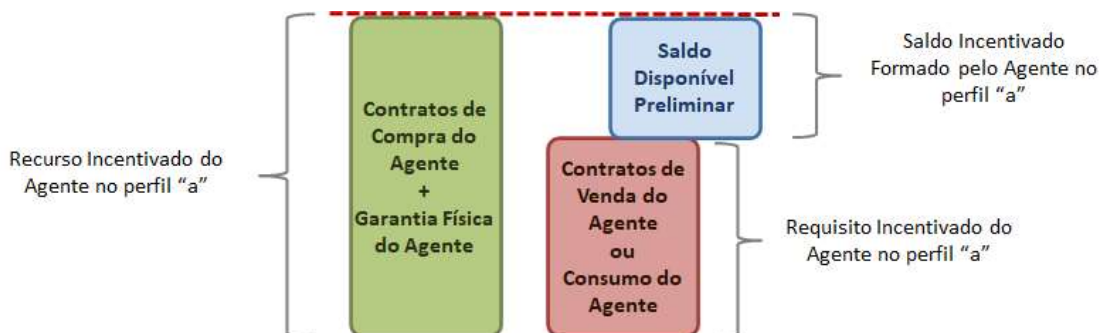 Recurso Incentivado do
Agente no perfil “a”
Contratos de
Compra do
Agente
+
Garantia Física
do Agente
Saldo
Disponível
Preliminar
Contratos de
Venda do
Agente
ou
Consumo do
Agente
Saldo Incentivado
Formado pelo Agente no
perfil “a”
Requisito Incentivado do
Agente no perfil “a”